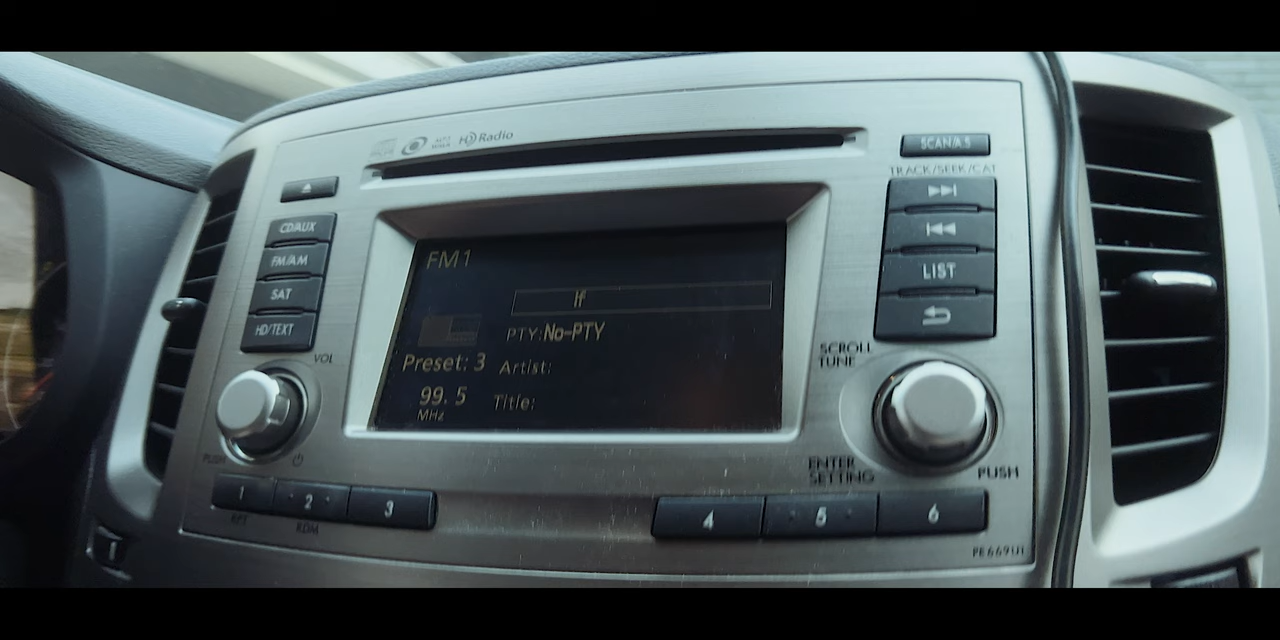 HD Radio
SCAN/A.S
TRACK/SEEK/CAT
CD/AUX
FM/AM
SAT
HD/TEXT
LIST
VOL
SCROLL
TUNE
FM1
If
PTY:No-PTY
Preset: 3
Artist:
99.5
MHz
Title:
PUSH
ENTER
SETTING
PUSH
1
2
3
4
5
6
RPT
RDM